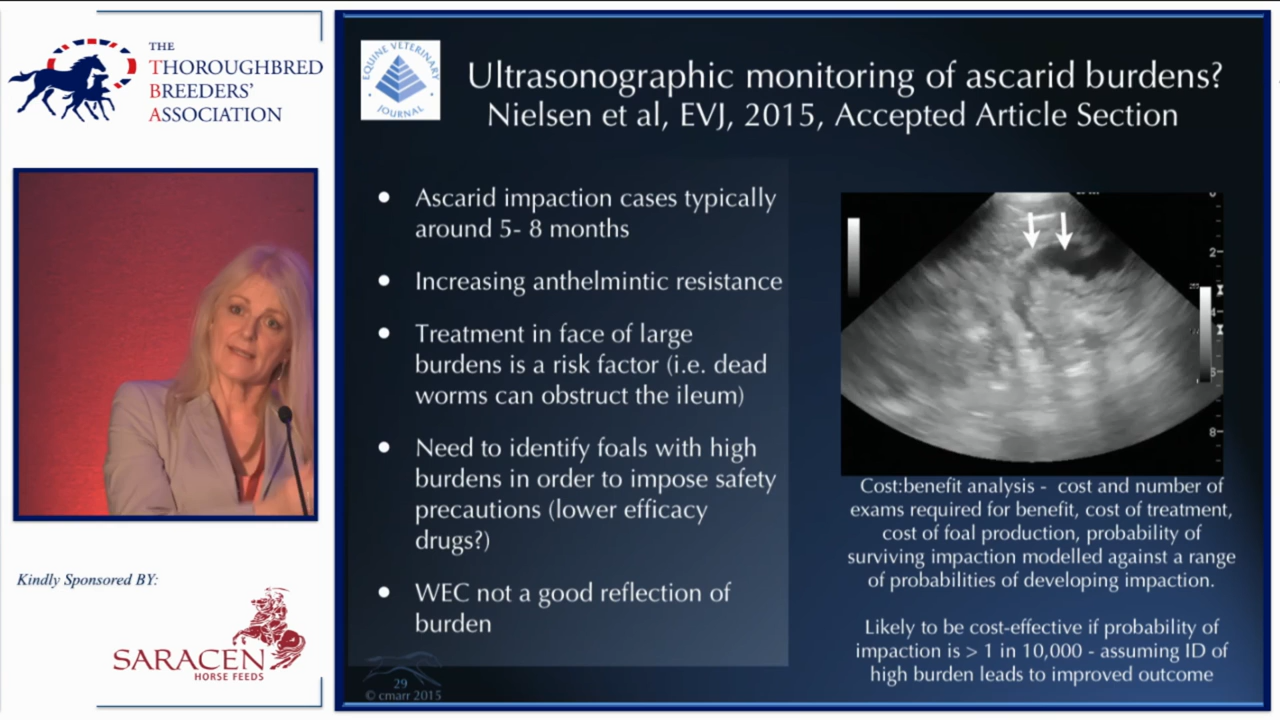 THE
THOROUGHBRED
BREEDERS'
ASSOCIATION
Kindly Sponsored BY:
SARACEN
HORSE FEEDS
EQUINE VETERINARY
JOURNAL
Ultrasonographic monitoring of ascarid burdens?
Nielsen et al, EVJ, 2015, Accepted Article Section
● Ascarid impaction cases typically
around 5- 8 months
● Increasing anthelmintic resistance
● Treatment in face of large
burdens is a risk factor (i.e. dead
worms can obstruct the ileum)
● Need to identify foals with high
burdens in order to impose safety
precautions (lower efficacy
drugs?)
● WEC not a good reflection of
burden
29
© cmarr 2015
2
8
Cost:benefit analysis - cost and number of
exams required for benefit, cost of treatment,
cost of foal production, probability of
surviving impaction modelled against a range
of probabilities of developing impaction.
Likely to be cost-effective if probability of
impaction is > 1 in 10,000 - assuming ID of
high burden leads to improved outcome